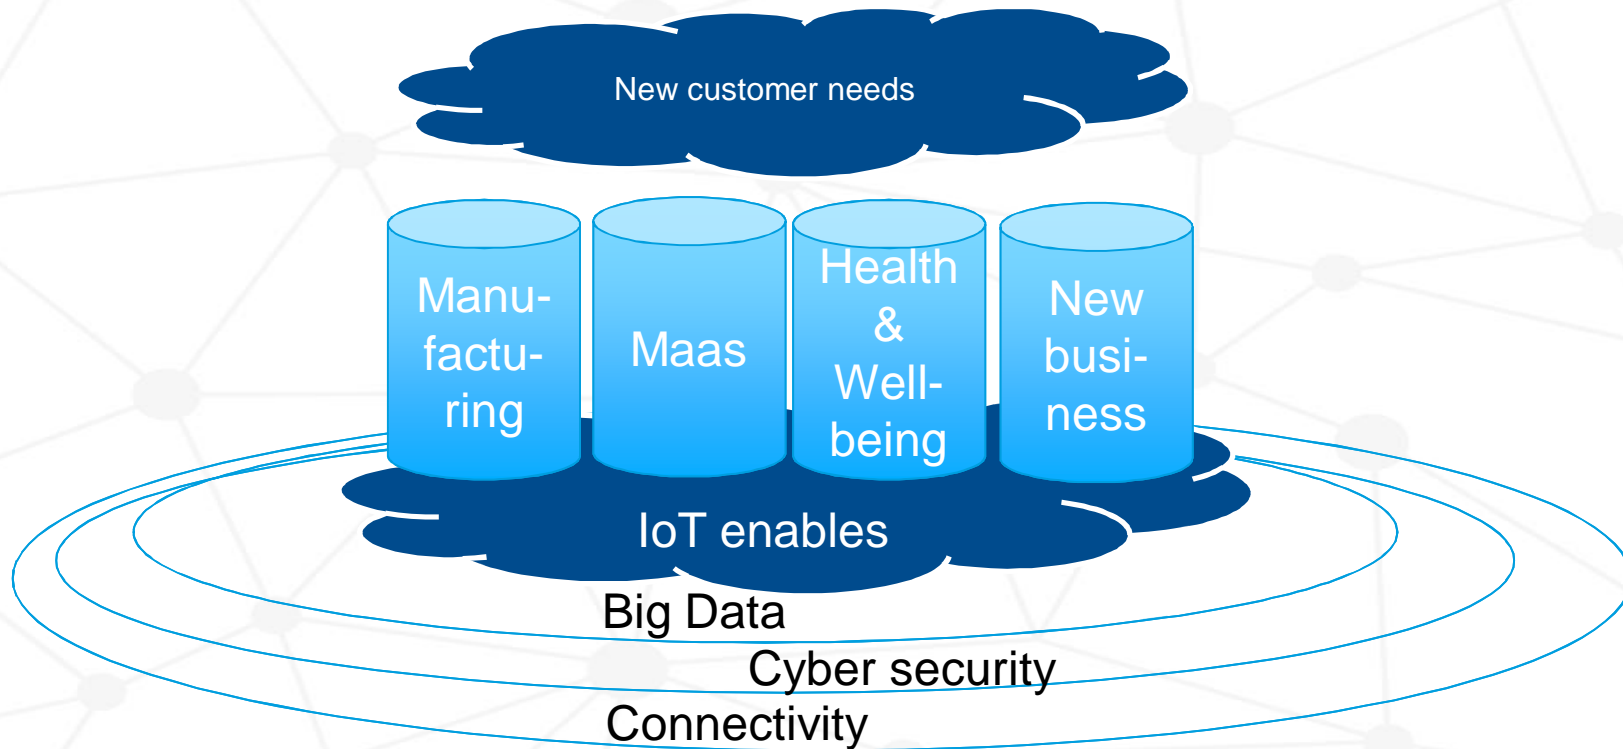 New customer needs
Manu-
factu-
ring
Maas
Health
&
Well-
being
New
busi-
ness
IoT enables
Big Data
Cyber security
Connectivity